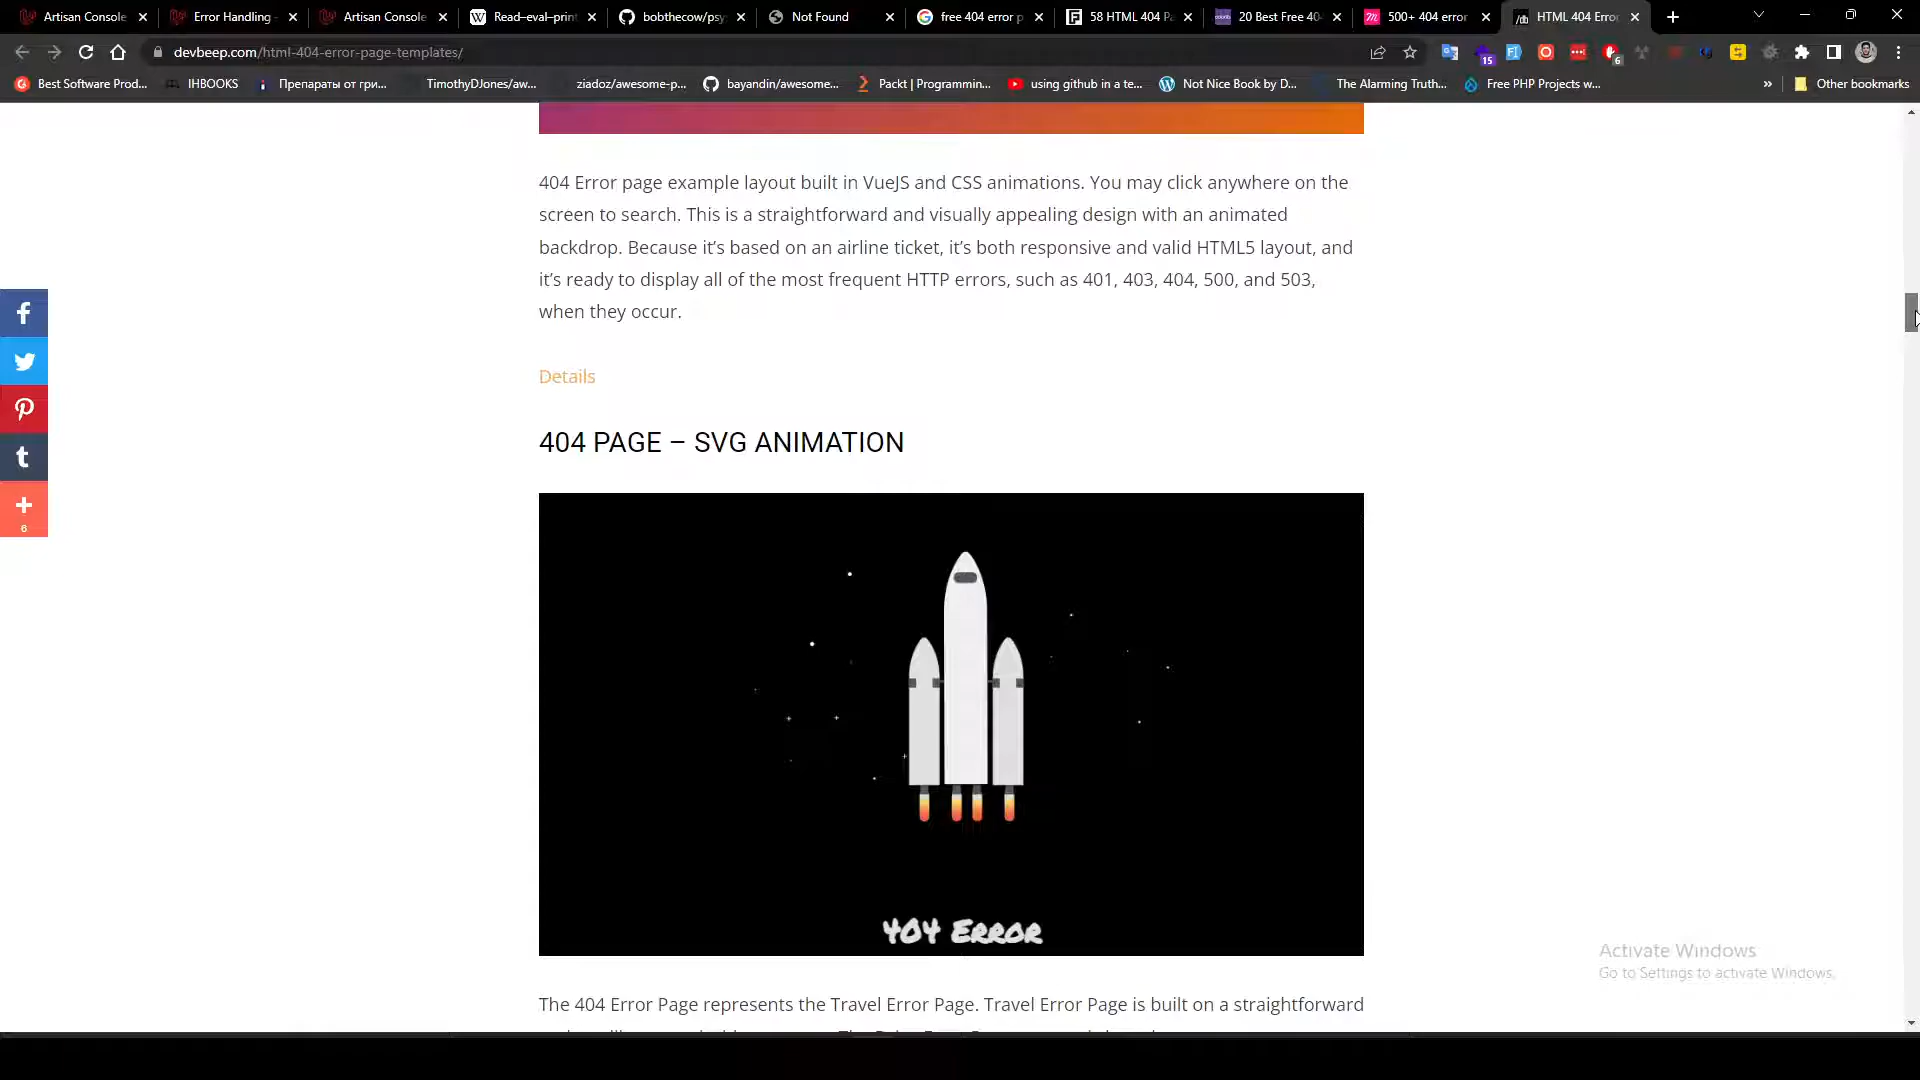 Artisan Console
Error Handling -
Artisan Console
Read–eval–print
bobthecow/psy
Not Found
free 404 error p
58 HTML 404 Pa
20 Best Free 40
500+ 404 error
HTML 404 Erro
devbeep.com/html-404-error-page-templates/
15
6
Best Software Prod...
IHBOOKS
Препараты от гри...
TimothyDJones/aw...
ziadoz/awesome-p...
bayandin/awesome...
Packt | Programmin...
using github in a te...
Not Nice Book by D...
The Alarming Truth...
Free PHP Projects w...
»
Other bookmarks
404 Error page example layout built in VueJS and CSS animations. You may click anywhere on the
screen to search. This is a straightforward and visually appealing design with an animated
backdrop. Because it's based on an airline ticket, it's both responsive and valid HTML5 layout, and
it's ready to display all of the most frequent HTTP errors, such as 401, 403, 404, 500, and 503,
when they occur.
Details
404 PAGE – SVG ANIMATION
404 Error
6
Activate Windows
Go to Settings to activate Windows.
The 404 Error Page represents the Travel Error Page. Travel Error Page is built on a straightforward